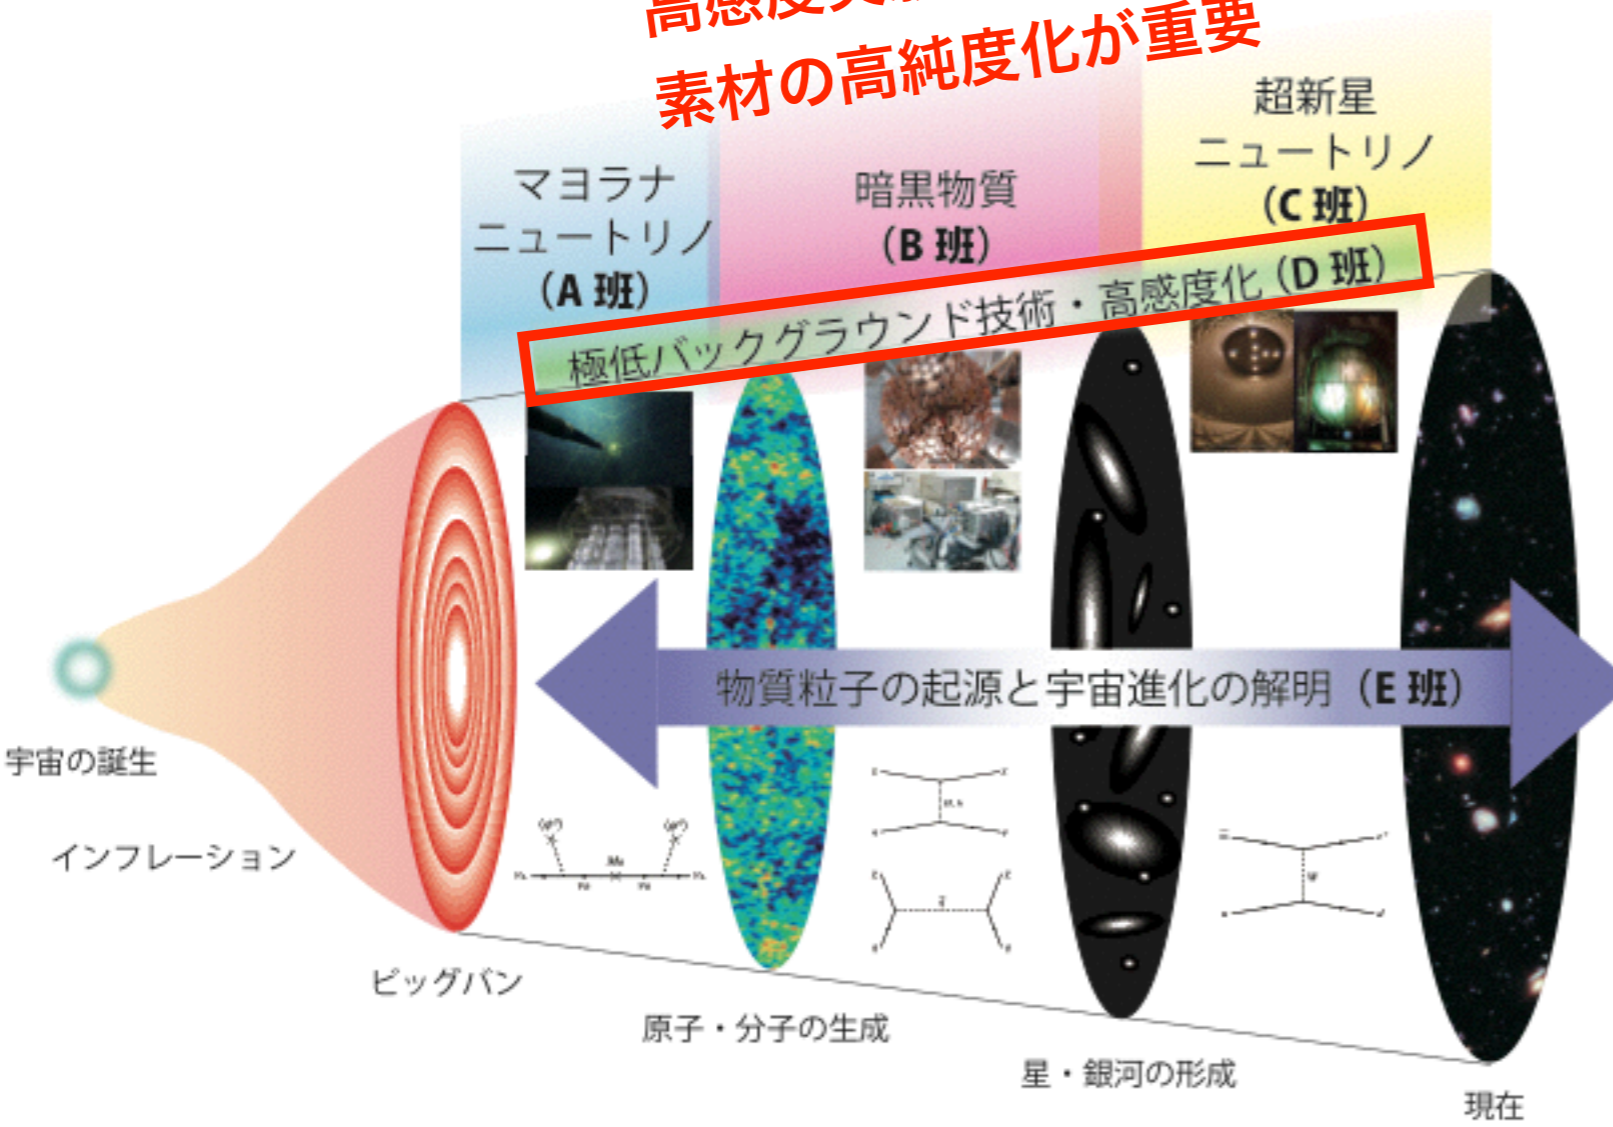 高感度実
素材の高純度化が重要
マヨラナ
ニュートリノ
（A 班）
暗黒物質
（B 班）
超新星
ニュートリノ
（C 班）
極低バックグラウンド技術・高感度化（D 班）
物質粒子の起源と宇宙進化の解明（E 班）
宇宙の誕生
インフレーション
ビッグバン
原子・分子の生成
星・銀河の形成
現在